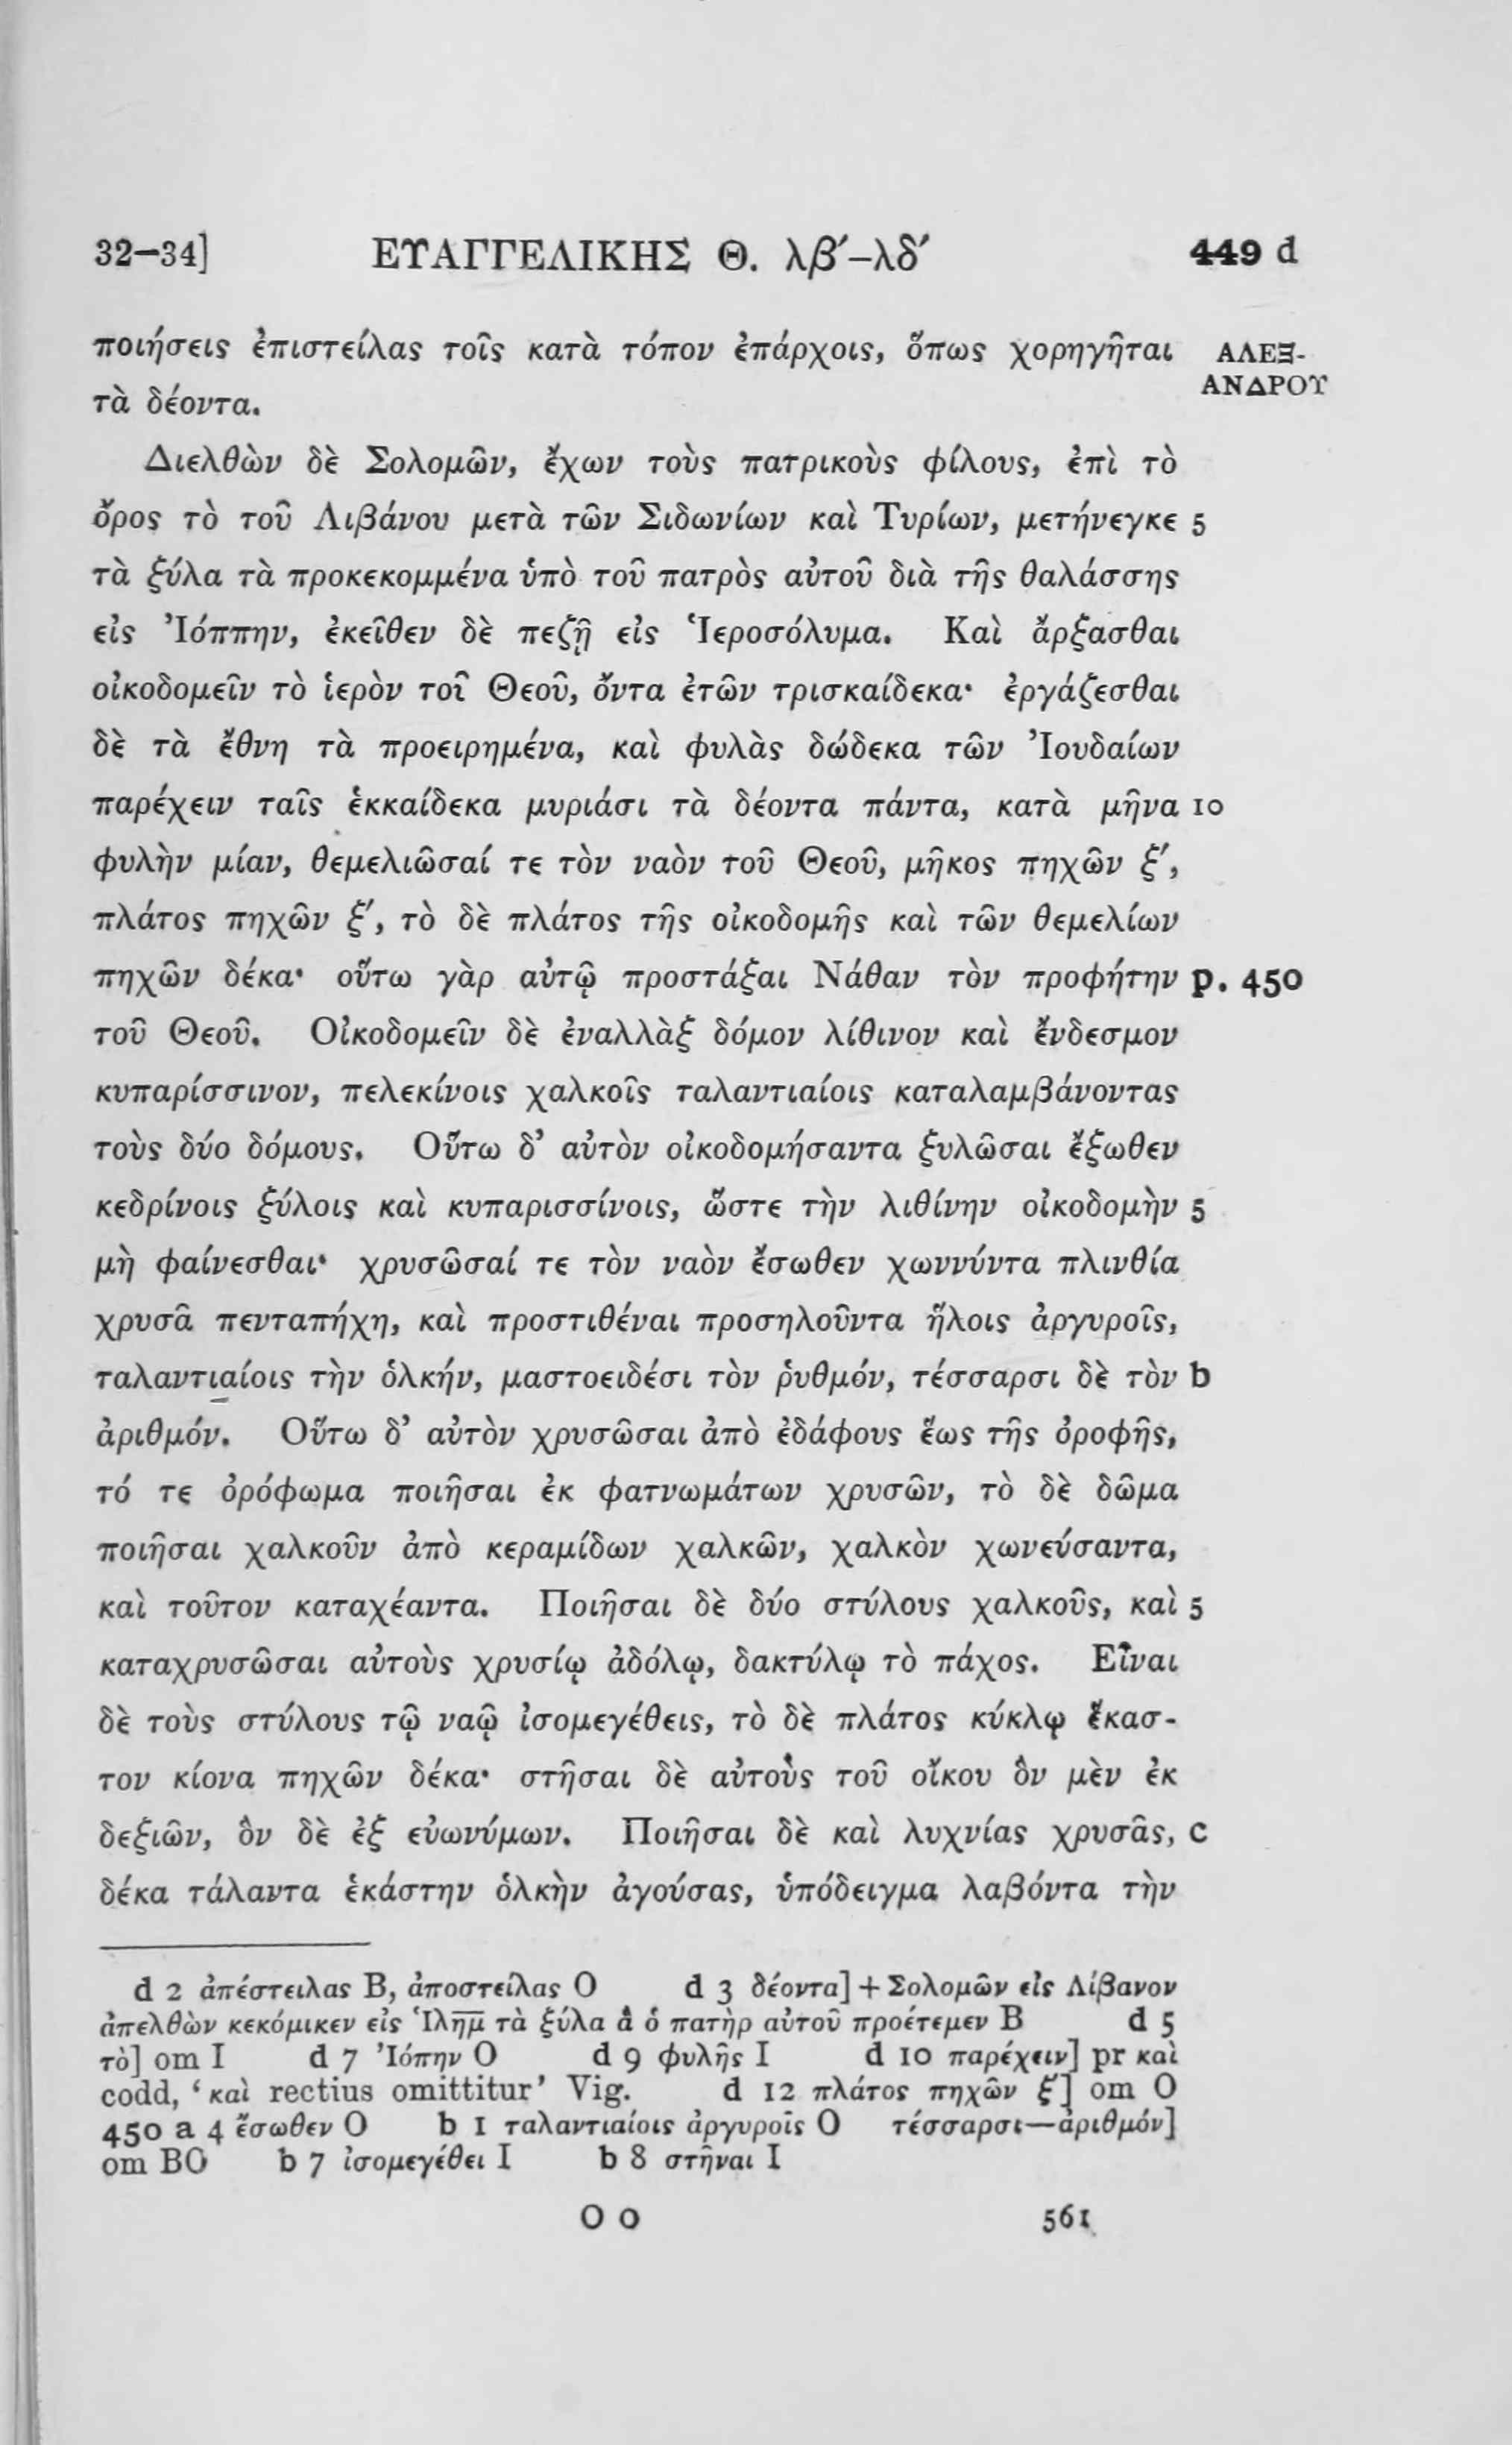 32–34] ΕΥΑΓΓΕΛΙΚΗΣ Θ. λβʹ–λδʹ 449 d
ποιήσεις ἐπιστείλας τοῖς κατὰ τόπον ἐπάρχοις, ὅπως χορηγῆται ΑΛΕΞ-
τὰ δέοντα. ΑΝΔΡΟΥ
Διελθὼν δὲ Σολομῶν, ἔχων τοὺς πατρικοὺς φίλους, ἐπὶ τὸ
ὄρος τὸ τοῦ Λιβάνου μετὰ τῶν Σιδωνίων καὶ Τυρίων, μετήνεγκε 5
τὰ ξύλα τὰ προκεκομμένα ὑπὸ τοῦ πατρὸς αὐτοῦ διὰ τῆς θαλάσσης
εἰς Ἰόππην, ἐκεῖθεν δὲ πεζῇ εἰς Ἱεροσόλυμα. Καὶ ἄρξασθαι
οἰκοδομεῖν τὸ ἱερὸν τοῦ Θεοῦ, ὄντα ἐτῶν τρισκαίδεκα· ἐργάζεσθαι
δὲ τὰ ἔθνη τὰ προειρημένα, καὶ φυλὰς δώδεκα τῶν Ἰουδαίων
παρέχειν ταῖς ἑκκαίδεκα μυριάσι τὰ δέοντα πάντα, κατὰ μῆνα 10
φυλὴν μίαν, θεμελιῶσαί τε τὸν ναὸν τοῦ Θεοῦ, μῆκος πηχῶν ξʹ,
πλάτος πηχῶν ξʹ, τὸ δὲ πλάτος τῆς οἰκοδομῆς καὶ τῶν θεμελίων
πηχῶν δέκα· οὕτω γὰρ αὐτῷ προστάξαι Νάθαν τὸν προφήτην p. 450
τοῦ Θεοῦ. Οἰκοδομεῖν δὲ ἐναλλὰξ δόμον λίθινον καὶ ἔνδεσμον
κυπαρίσσινον, πελεκίνοις χαλκοῖς ταλαντιαίοις καταλαμβάνοντας
τοὺς δύο δόμους. Οὕτω δ’ αὐτὸν οἰκοδομήσαντα ξυλῶσαι ἔξωθεν
κεδρίνοις ξύλοις καὶ κυπαρισσίνοις, ὥστε τὴν λιθίνην οἰκοδομὴν 5
μὴ φαίνεσθαι· χρυσῶσαί τε τὸν ναὸν ἔσωθεν χωννύντα πλινθία
χρυσᾶ πενταπήχη, καὶ προστιθέναι προσηλοῦντα ἥλοις ἀργυροῖς,
ταλαντιαίοις τὴν ὁλκήν, μαστοειδέσι τὸν ῥυθμόν, τέσσαρσι δὲ τὸν b
ἀριθμόν. Οὕτω δ’ αὐτὸν χρυσῶσαι ἀπὸ ἐδάφους ἕως τῆς ὀροφῆς,
τό τε ὀρόφωμα ποιῆσαι ἐκ φατνωμάτων χρυσῶν, τὸ δὲ δῶμα
ποιῆσαι χαλκοῦν ἀπὸ κεραμίδων χαλκῶν, χαλκὸν χωνεύσαντα,
καὶ τοῦτον καταχέαντα. Ποιῆσαι δὲ δύο στύλους χαλκοῦς, καὶ 5
καταχρυσῶσαι αὐτοὺς χρυσίῳ ἀδόλῳ, δακτύλῳ τὸ πάχος. Εἶναι
δὲ τοὺς στύλους τῷ ναῷ ἰσομεγέθεις, τὸ δὲ πλάτος κύκλῳ ἕκασ-
τον κίονα πηχῶν δέκα· στῆσαι δὲ αὐτοὺς τοῦ οἴκου ὃν μὲν ἐκ
δεξιῶν, ὃν δὲ ἐξ εὐωνύμων. Ποιῆσαι δὲ καὶ λυχνίας χρυσᾶς, c
δέκα τάλαντα ἑκάστην ὁλκὴν ἀγούσας, ὑπόδειγμα λαβόντα τὴν
d 2 ἀπέστειλας B, ἀποστείλας O d 3 δέοντα] + Σολομῶν εἰς Λίβανον
ἀπελθὼν κεκόμικεν εἰς Ἱλη̅μ̅ τὰ ξύλα ἃ ὁ πατὴρ αὐτοῦ προέτεμεν B d 5
τὸ] om I d 7 Ἰόπην O d 9 φυλῆς I d 10 παρέχειν] pr καὶ
codd, ‘καὶ rectius omittitur’ Vig. d 12 πλάτος πηχῶν ξʹ] om O
450 a 4 ἔσωθεν O b 1 ταλαντιαίοις ἀργυροῖς O τέσσαρσι—ἀριθμόν]
om BO b 7 ἰσομεγέθει I b 8 στῆναι I
O O 561